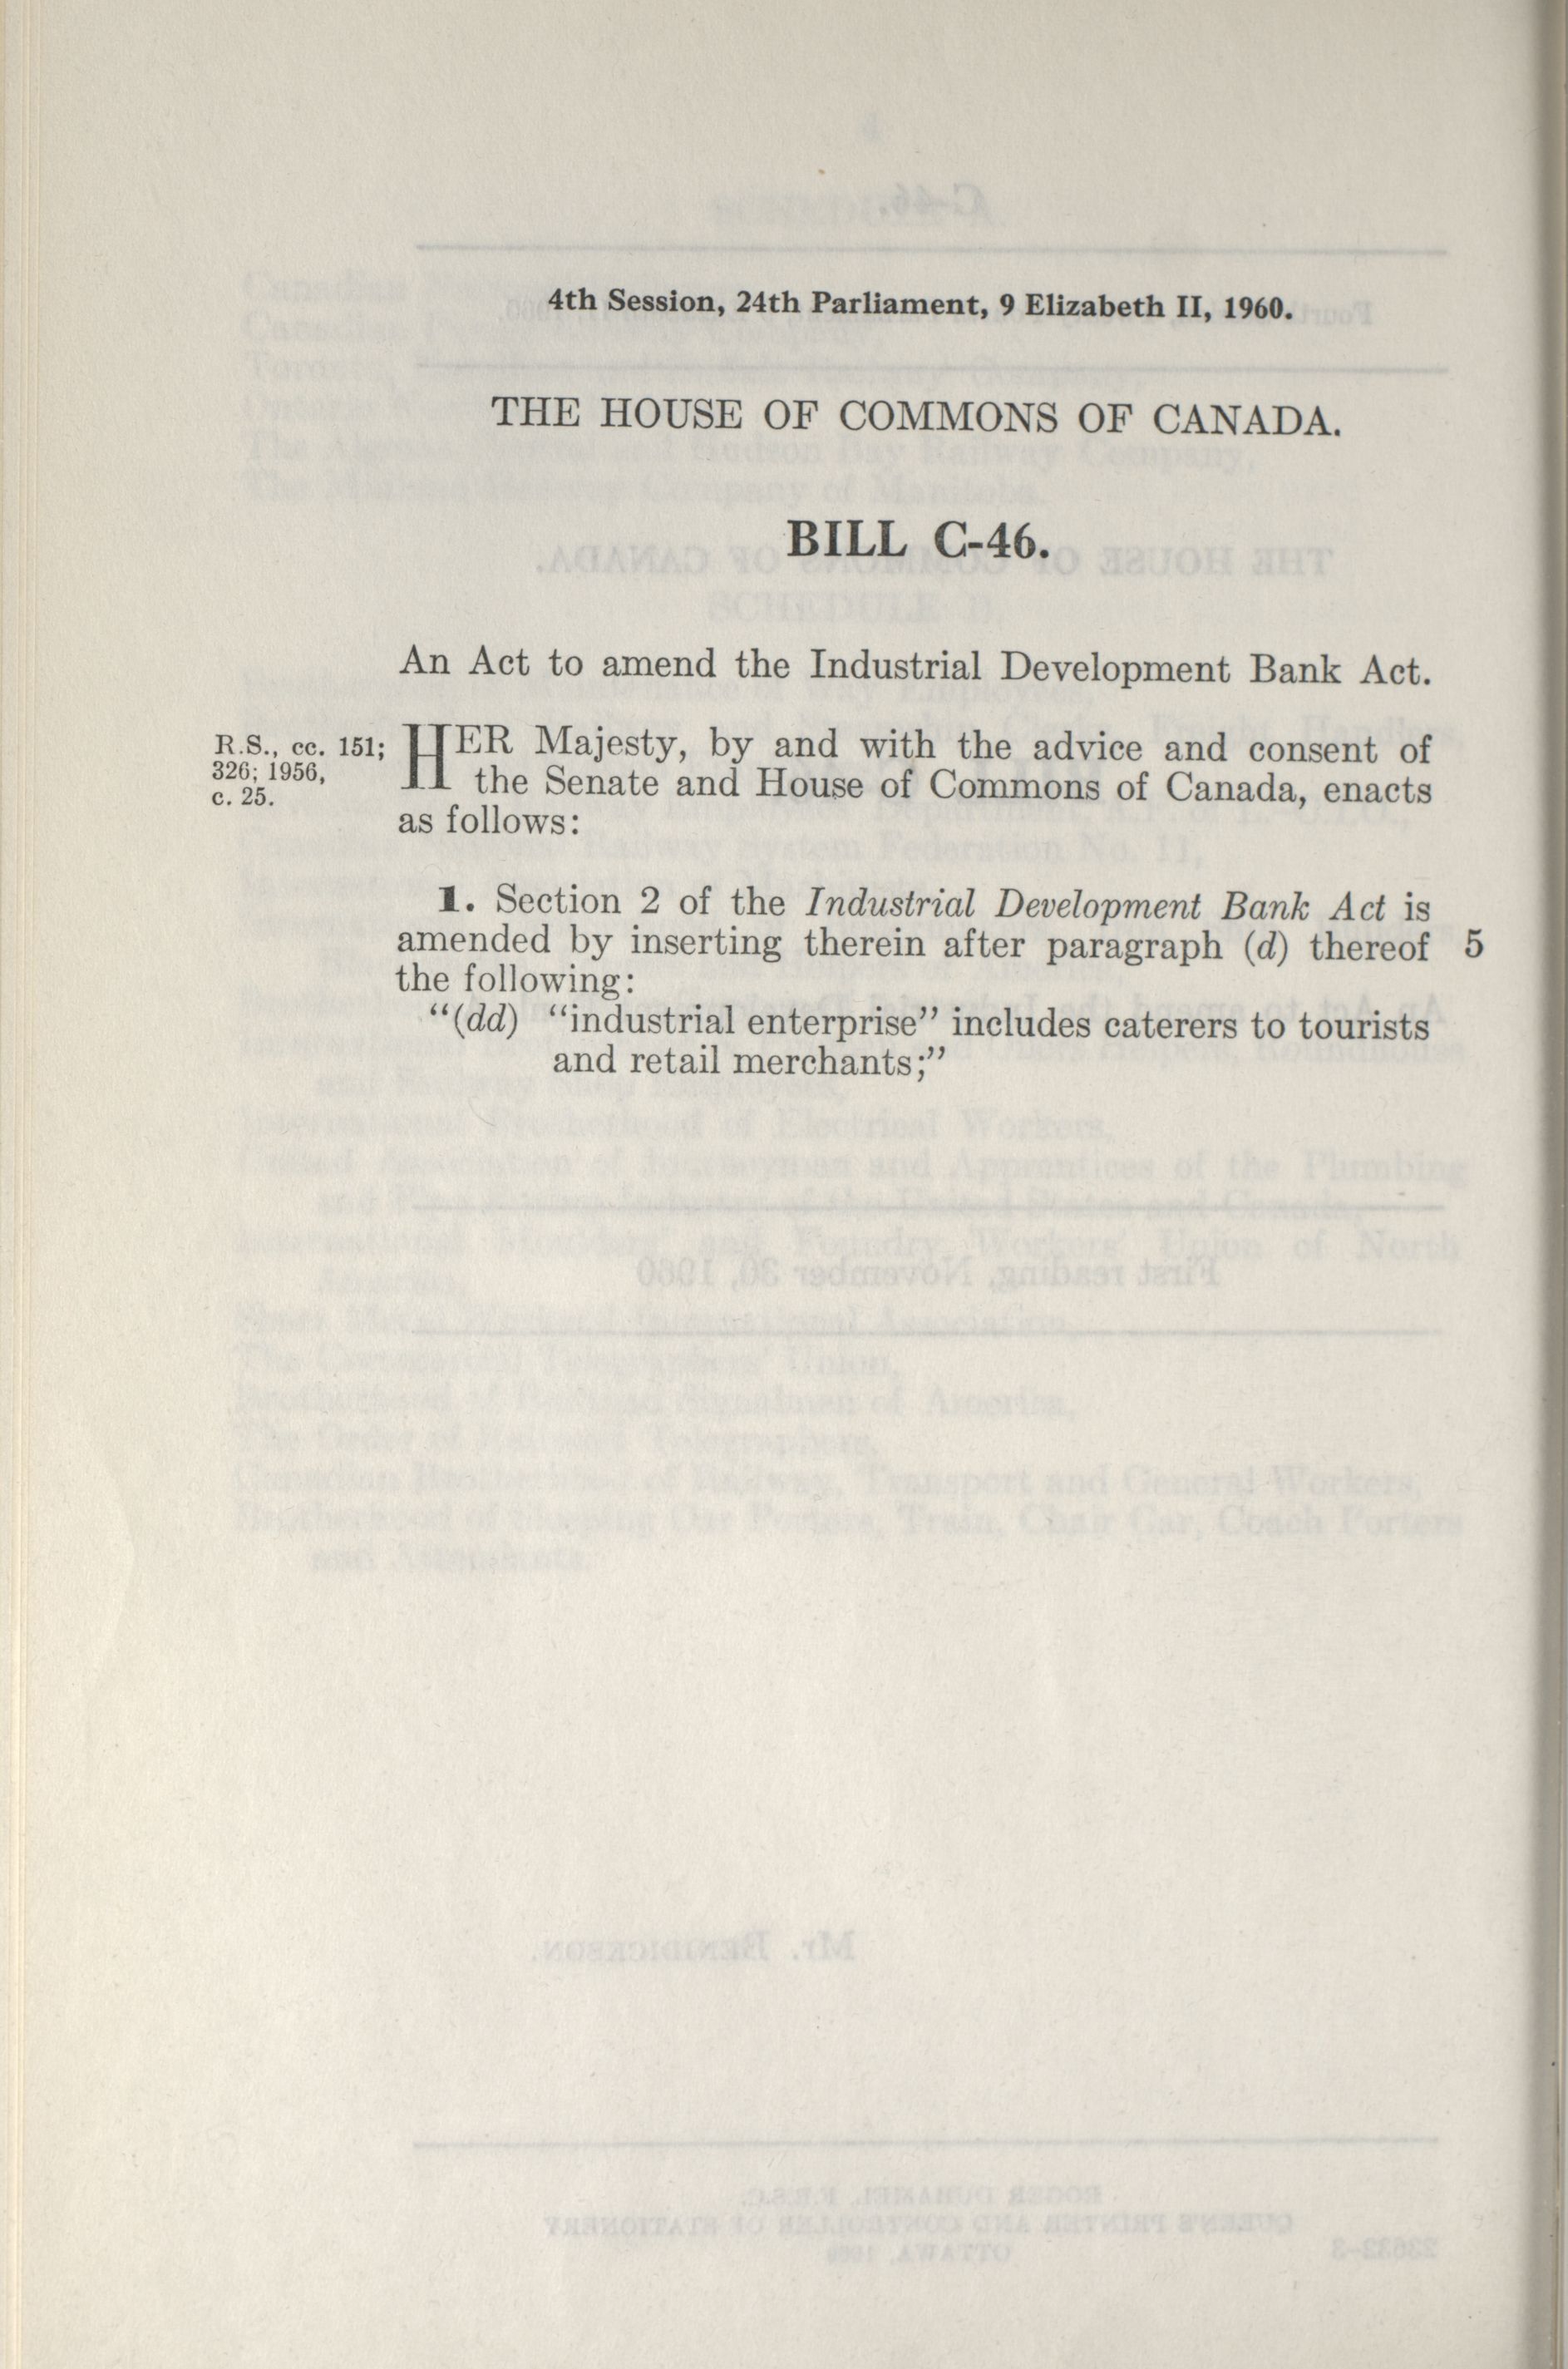 4th Session, 24th Parliament, 9 Elizabeth II, 1960.
THE HOUSE OF COMMONS OF CANADA.
BILL C-46.
An Act to amend the Industrial Development Bank Act.
R.S., cc. 151;
326; 1956,
c. 25.
HER Majesty, by and with the advice and consent of
the Senate and House of Commons of Canada, enacts
as follows:
1. Section 2 of the Industrial Development Bank Act is
amended by inserting therein after paragraph (d) thereof 5
the following:
“(dd) “industrial enterprise” includes caterers to tourists
and retail merchants;”